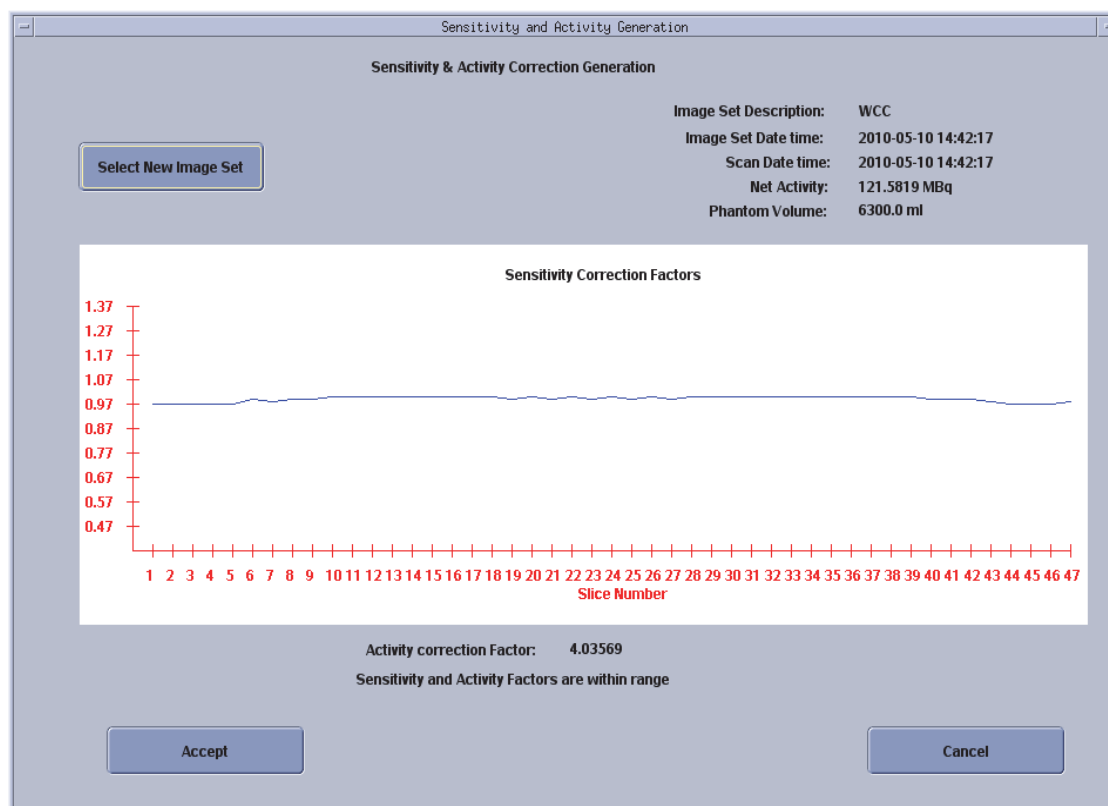 Sensitivity and Activity Generation
Sensitivity & Activity Correction Generation
Image Set Description: WCC
Image Set Date time: 2010-05-10 14:42:17
Select New Image Set
Scan Date time: 2010-05-10 14:42:17
Net Activity: 121.5819 MBq
Phantom Volume: 6300.0 ml
Sensitivity Correction Factors
1.37
1.27
1.17
1.07
0.97
0.87
0.77
0.67
0.57
0.47
1 2 3 4 5 6 7 8 9 10 11 12 13 14 15 16 17 18 19 20 21 22 23 24 25 26 27 28 29 30 31 32 33 34 35 36 37 38 39 40 41 42 43 44 45 46 47
Slice Number
Activity correction Factor: 4.03569
Sensitivity and Activity Factors are within range
Accept Cancel